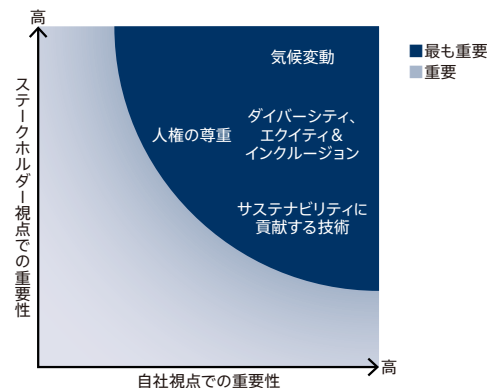 高
ステークホルダー視点での重要性
気候変動
人権の尊重
ダイバーシティ、
エクイティ&
インクルージョン
サステナビリティに
貢献する技術
最も重要
重要
高
自社視点での重要性